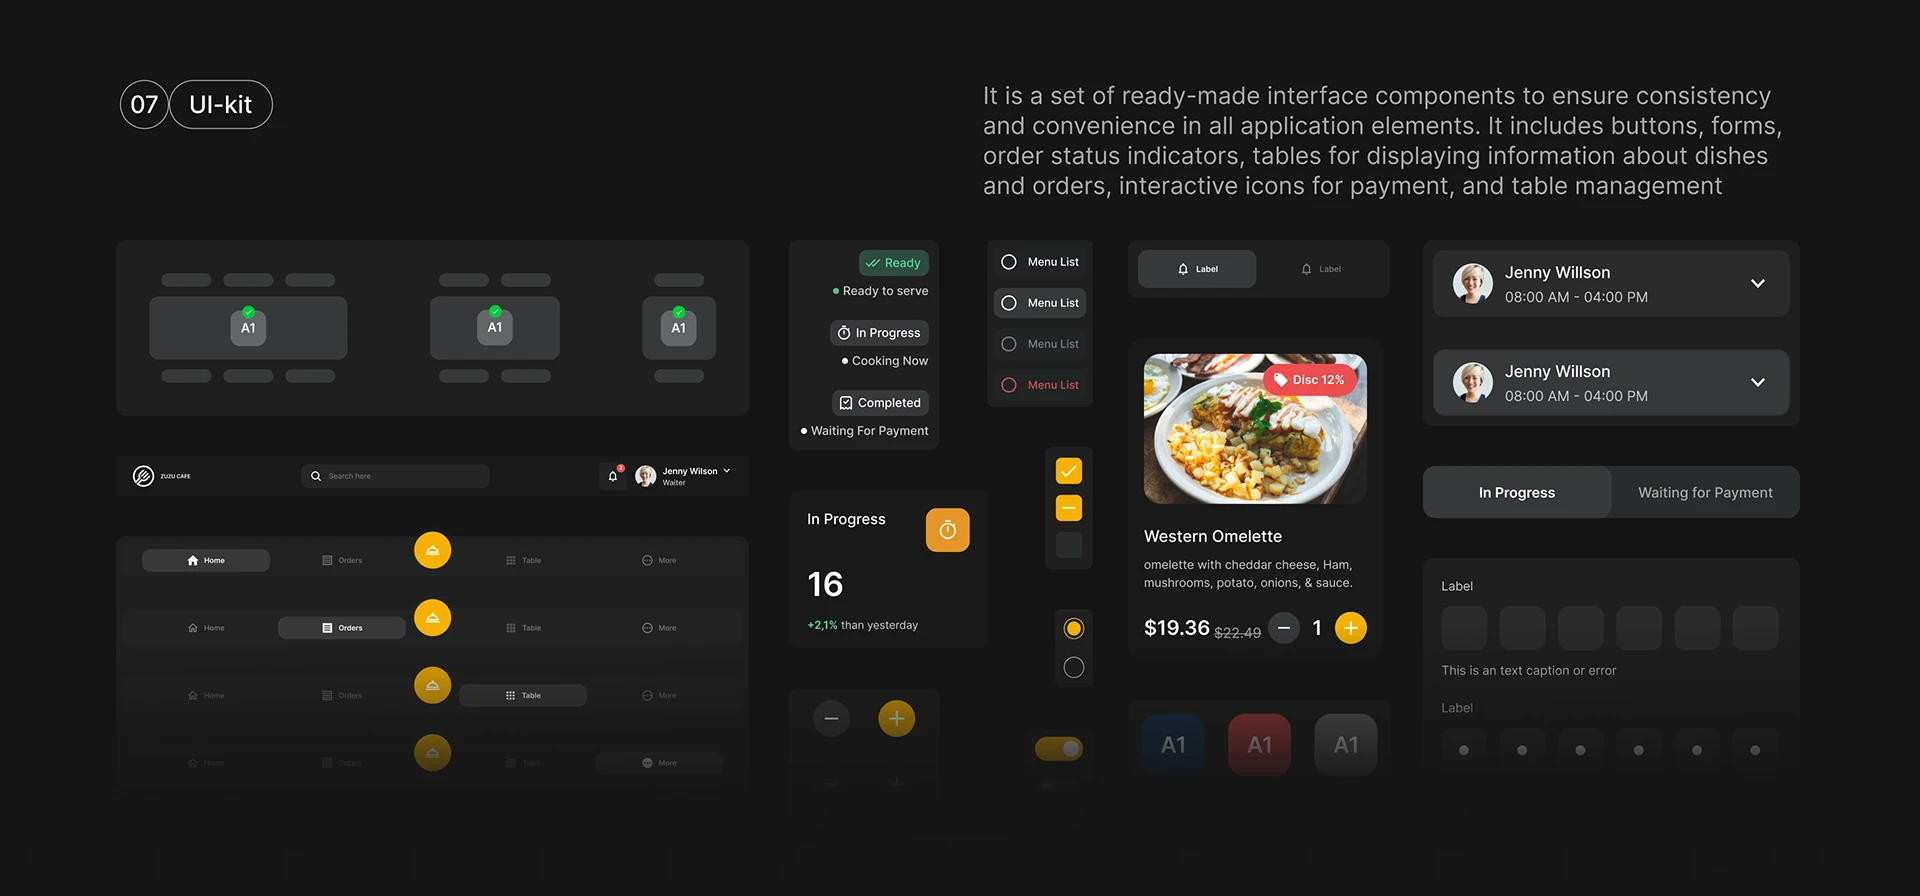 07 UI-kit
It is a set of ready-made interface components to ensure consistency
and convenience in all application elements. It includes buttons, forms,
order status indicators, tables for displaying information about dishes
and orders, interactive icons for payment, and table management
A1
A1
A1
ZUZU CAFE
Search here
2
Jenny Wilson
Waiter
Home
Orders
Table
More
Home
Orders
Table
More
Home
Orders
Table
More
Home
Orders
Table
More
Ready
Ready to serve
In Progress
Cooking Now
Completed
Waiting For Payment
In Progress
16
+2,1% than yesterday
Menu List
Menu List
Menu List
Menu List
Label
Label
Disc 12%
Western Omelette
omelette with cheddar cheese, Ham,
mushrooms, potato, onions, & sauce.
$19.36 $22.49 1
A1
A1
A1
Jenny Willson
08:00 AM - 04:00 PM
Jenny Willson
08:00 AM - 04:00 PM
In Progress
Waiting for Payment
Label
This is an text caption or error
Label